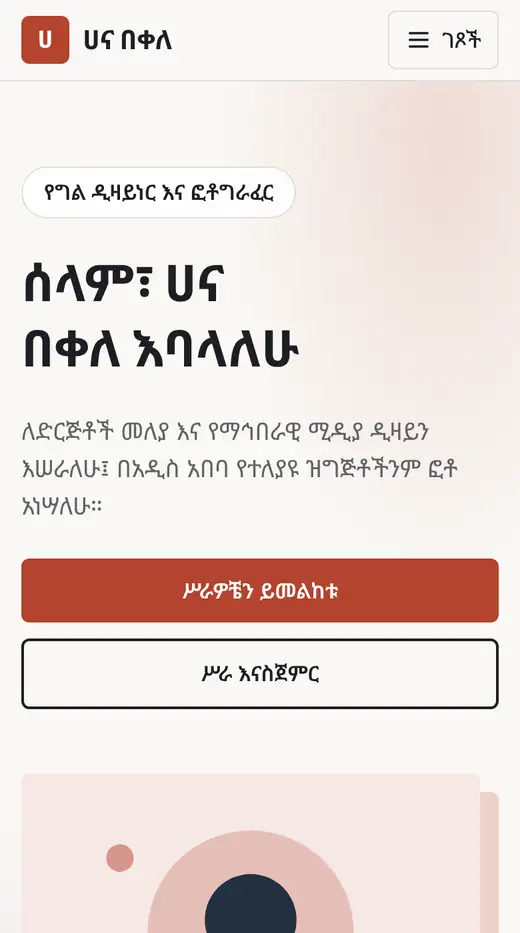 ሀ
ሀና በቀለ
ገጾች
የግል ዲዛይነር እና ፎቶግራፈር
ሰላም፣ ሀና
በቀለ እባላለሁ
ለድርጅቶች መለያ እና የማኅበራዊ ሚዲያ ዲዛይን
እሠራለሁ፤ በአዲስ አበባ የተለያዩ ዝግጅቶችንም ፎቶ
አነሣለሁ።
ሥራዎቼን ይመልከቱ
ሥራ እናስጀምር